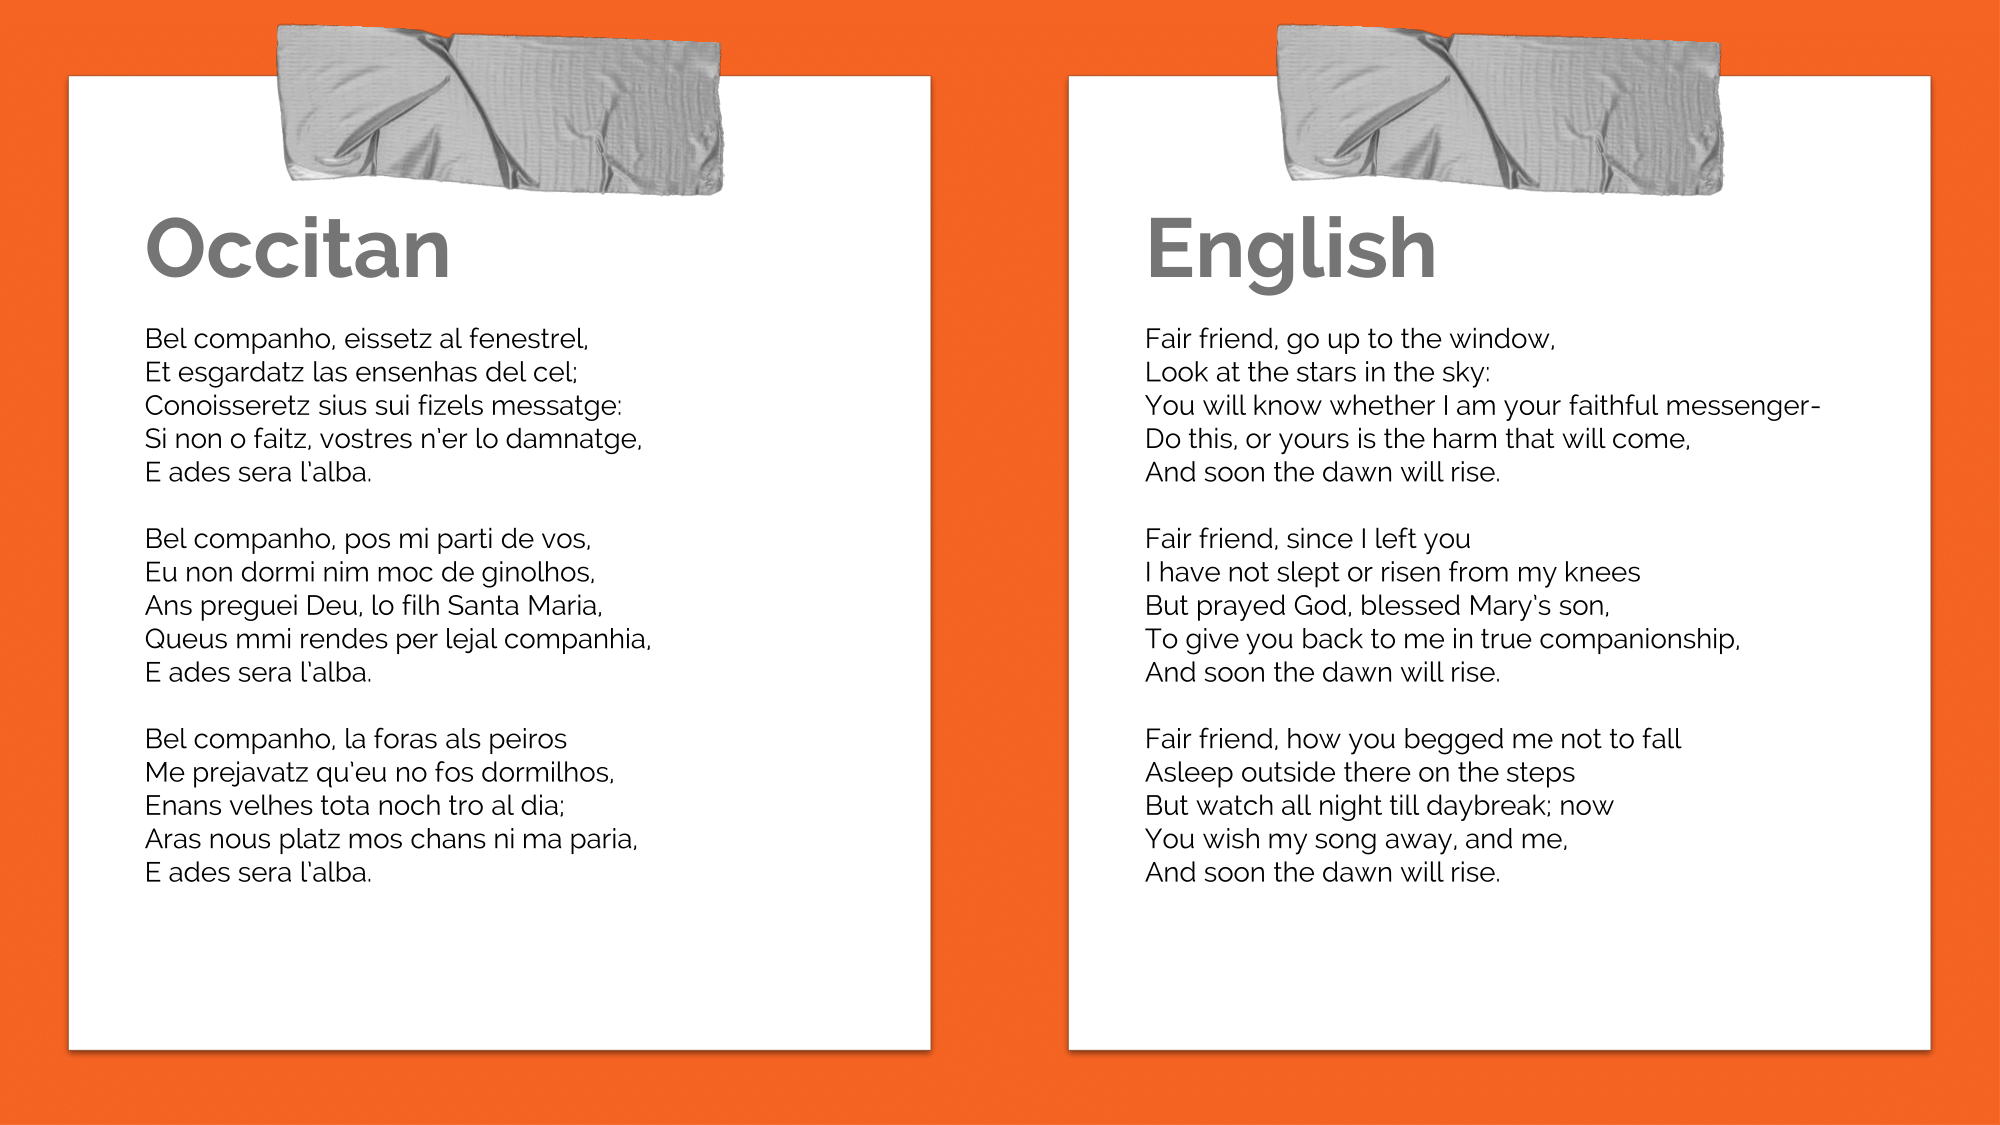 Occitan
Bel companho, eissetz al fenestrel,
Et esgardatz las ensenhas del cel;
Conoisseretz sius sui fizels messatge:
Si non o faitz, vostres n'er lo damnatge,
E ades sera l'alba.
Bel companho, pos mi parti de vos,
Eu non dormi nim moc de ginolhos,
Ans preguei Deu, lo filh Santa Maria,
Queus mmi rendes per lejal companhia,
E ades sera l'alba.
Bel companho, la foras als peiros
Me prejavatz qu'eu no fos dormilhos,
Enans velhes tota noch tro al dia;
Aras nous platz mos chans ni ma paria,
E ades sera l'alba.
English
Fair friend, go up to the window,
Look at the stars in the sky:
You will know whether I am your faithful messenger-
Do this, or yours is the harm that will come,
And soon the dawn will rise.
Fair friend, since I left you
I have not slept or risen from my knees
But prayed God, blessed Mary's son,
To give you back to me in true companionship,
And soon the dawn will rise.
Fair friend, how you begged me not to fall
Asleep outside there on the steps
But watch all night till daybreak; now
You wish my song away, and me,
And soon the dawn will rise.